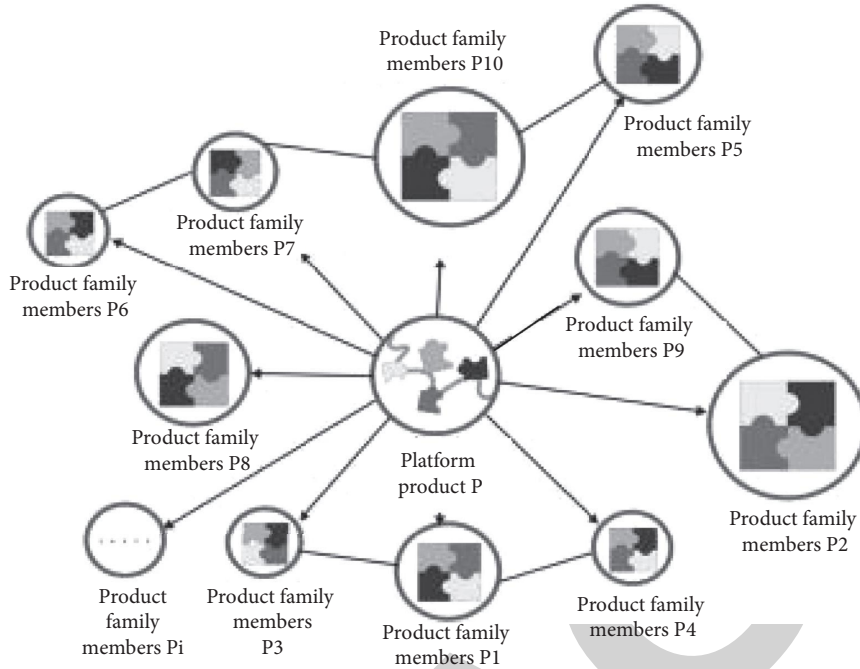 Product family
members P10
Product family
members P5
Product family
members P7
Product family
members P6
Product family
members P9
Product family
members P8
Platform
product P
Product family
members P2
Product
family
members Pi
Product family
members
P3
Product family
members P1
Product family
members P4